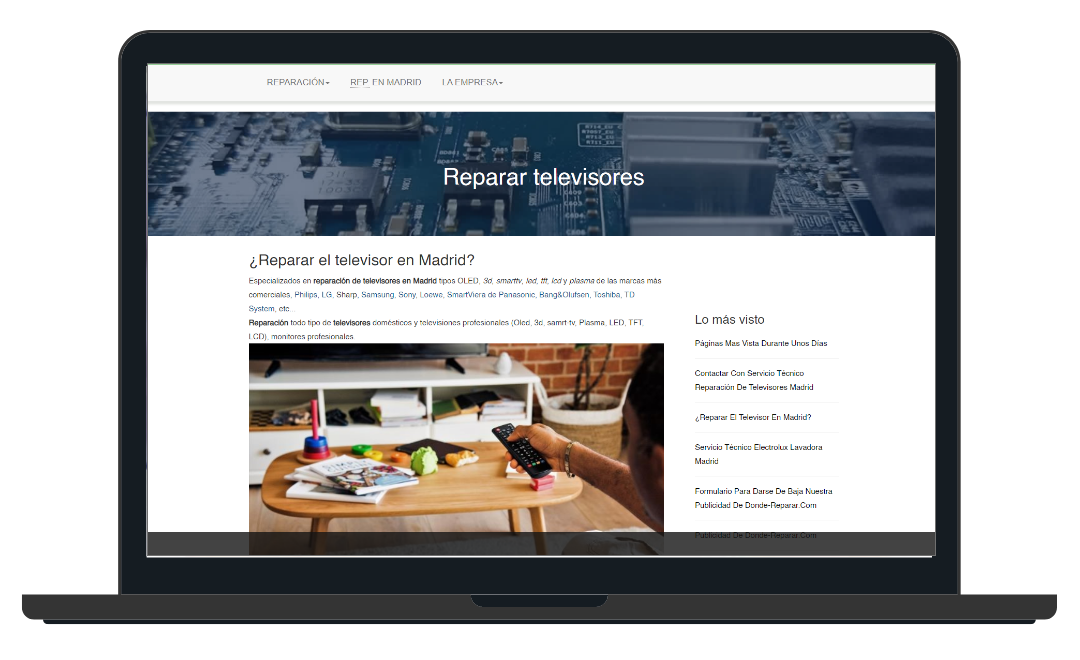 REPARACIÓN REP. EN MADRID LA EMPRESA
Reparar televisores
¿Reparar el televisor en Madrid?
Especializados en reparación de televisores en Madrid tipos OLED, 3d, smarttv, led, tft, lcd y plasma de las marcas más
comerciales, Philips, LG, Sharp, Samsung, Sony, Loewe, SmartViera de Panasonic, Bang&Olufsen, Toshiba, TD
System, etc...
Reparación todo tipo de televisores domésticos y televisiones profesionales (Oled, 3d, samrt-tv, Plasma, LED, TFT,
LCD), monitores profesionales
Lo más visto
Páginas Mas Vista Durante Unos Días
Contactar Con Servicio Técnico
Reparación De Televisores Madrid
¿Reparar El Televisor En Madrid?
Servicio Técnico Electrolux Lavadora
Madrid
Formulario Para Darse De Baja Nuestra
Publicidad De Donde-Reparar.Com
Publicidad De Donde-Reparar.Com